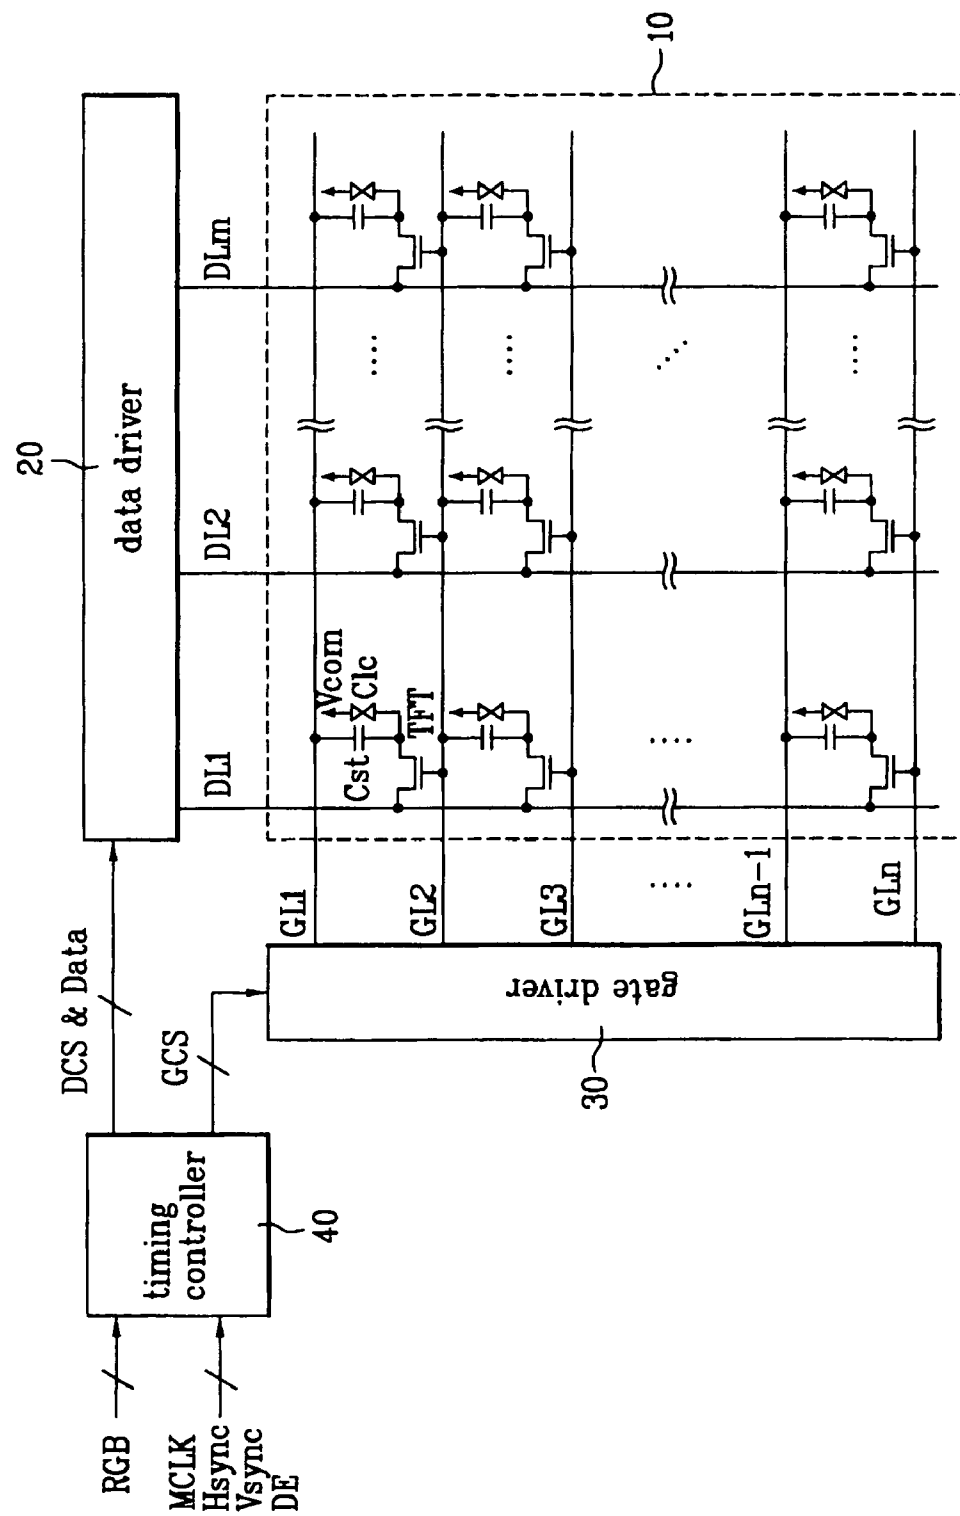 RGB
MCLK
Hsync
Vsync
DE
timing
controller
40
DCS & Data
GCS
20
data driver
30
gate driver
DL1
DL2
DLm
10
GL1
GL2
GL3
....
GLn-1
GLn
Vcom
Clc
Cst
TFT
....
....
....
....
....
....